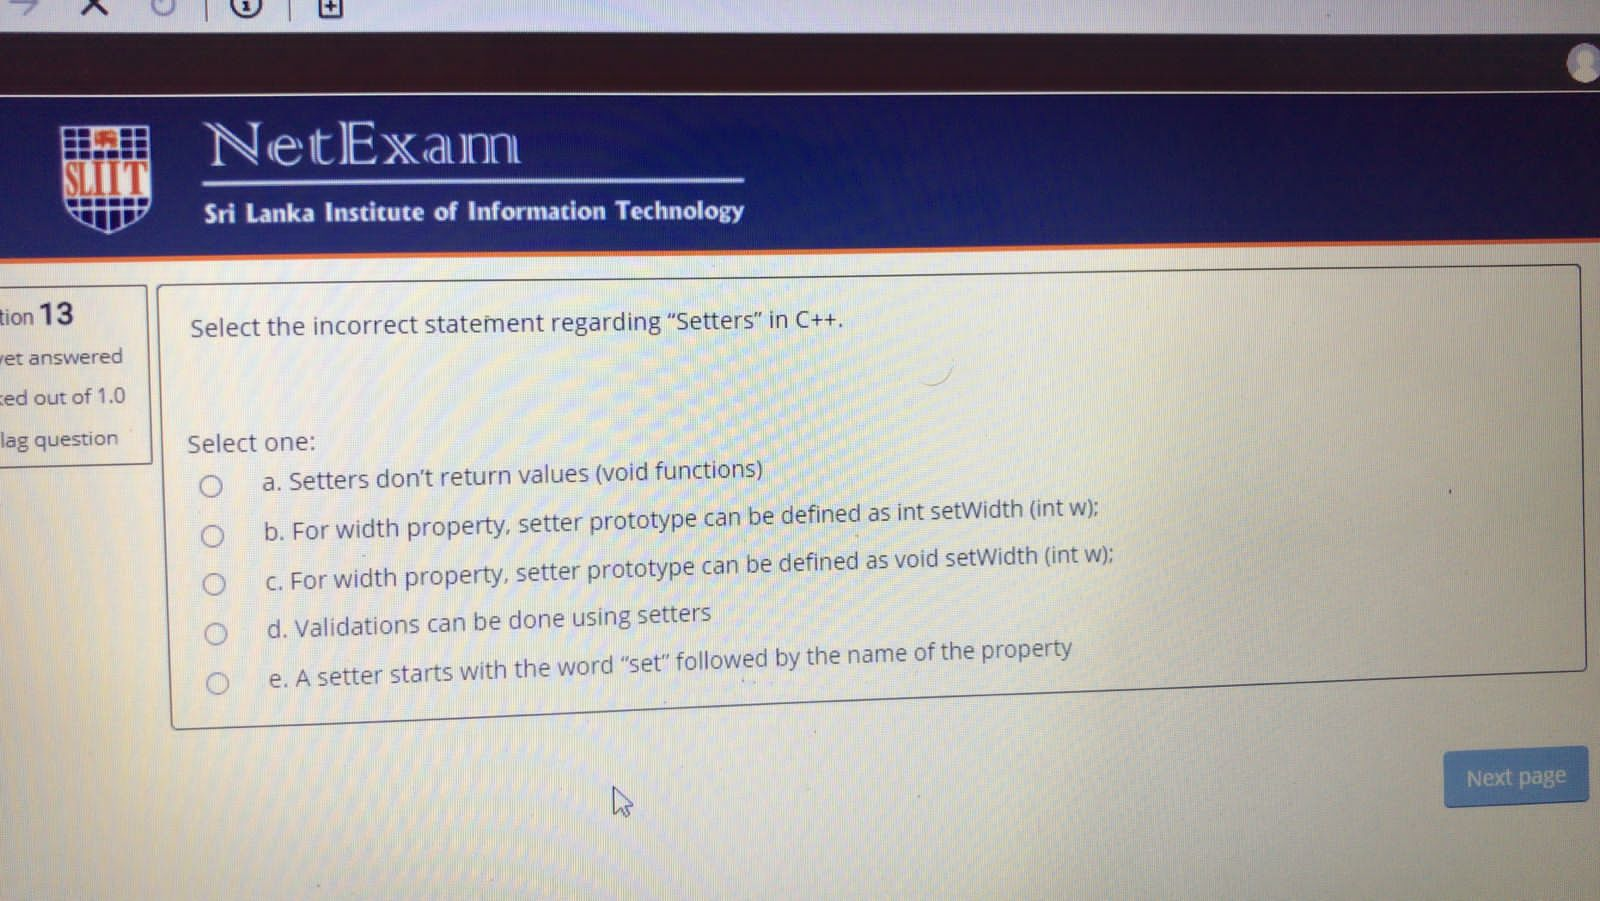 SLIIT
NetExam
Sri Lanka Institute of Information Technology
tion 13
yet answered
ked out of 1.0
lag question
Select the incorrect statement regarding “Setters” in C++.
Select one:
a. Setters don’t return values (void functions)
b. For width property, setter prototype can be defined as int setWidth (int w);
c. For width property, setter prototype can be defined as void setWidth (int w);
d. Validations can be done using setters
e. A setter starts with the word “set” followed by the name of the property
Next page